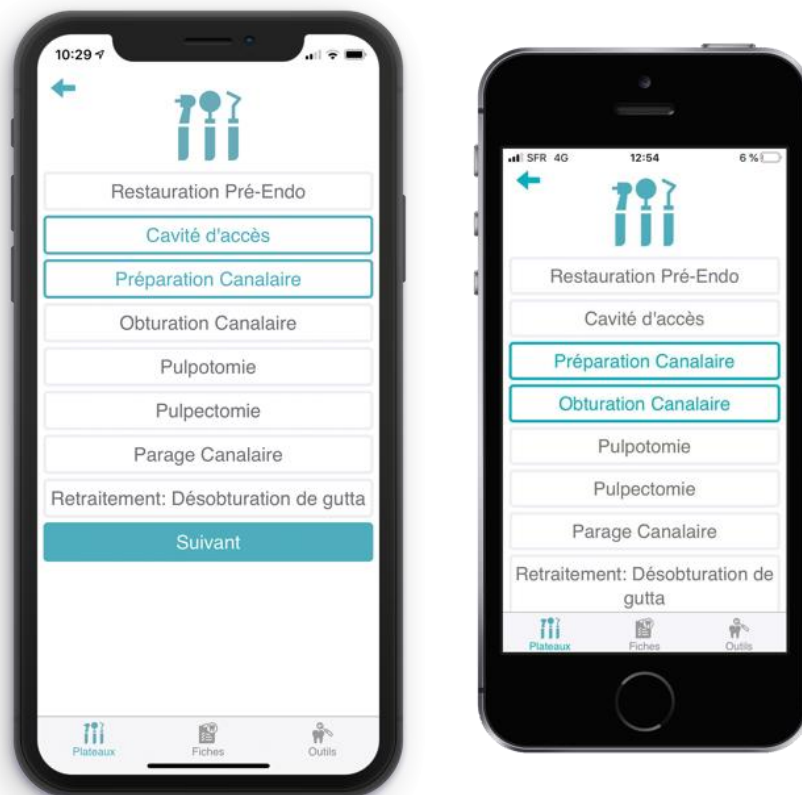 10:29
Restauration Pré-Endo
Cavité d'accès
Préparation Canalaire
Obturation Canalaire
Pulpotomie
Pulpectomie
Parage Canalaire
Retraitement: Désobturation de gutta
Suivant
Plateaux
Fiches
Outils
SFR 4G 12:54 6 %
Restauration Pré-Endo
Cavité d'accès
Préparation Canalaire
Obturation Canalaire
Pulpotomie
Pulpectomie
Parage Canalaire
Retraitement: Désobturation de
gutta
Plateaux
Fiches
Outils